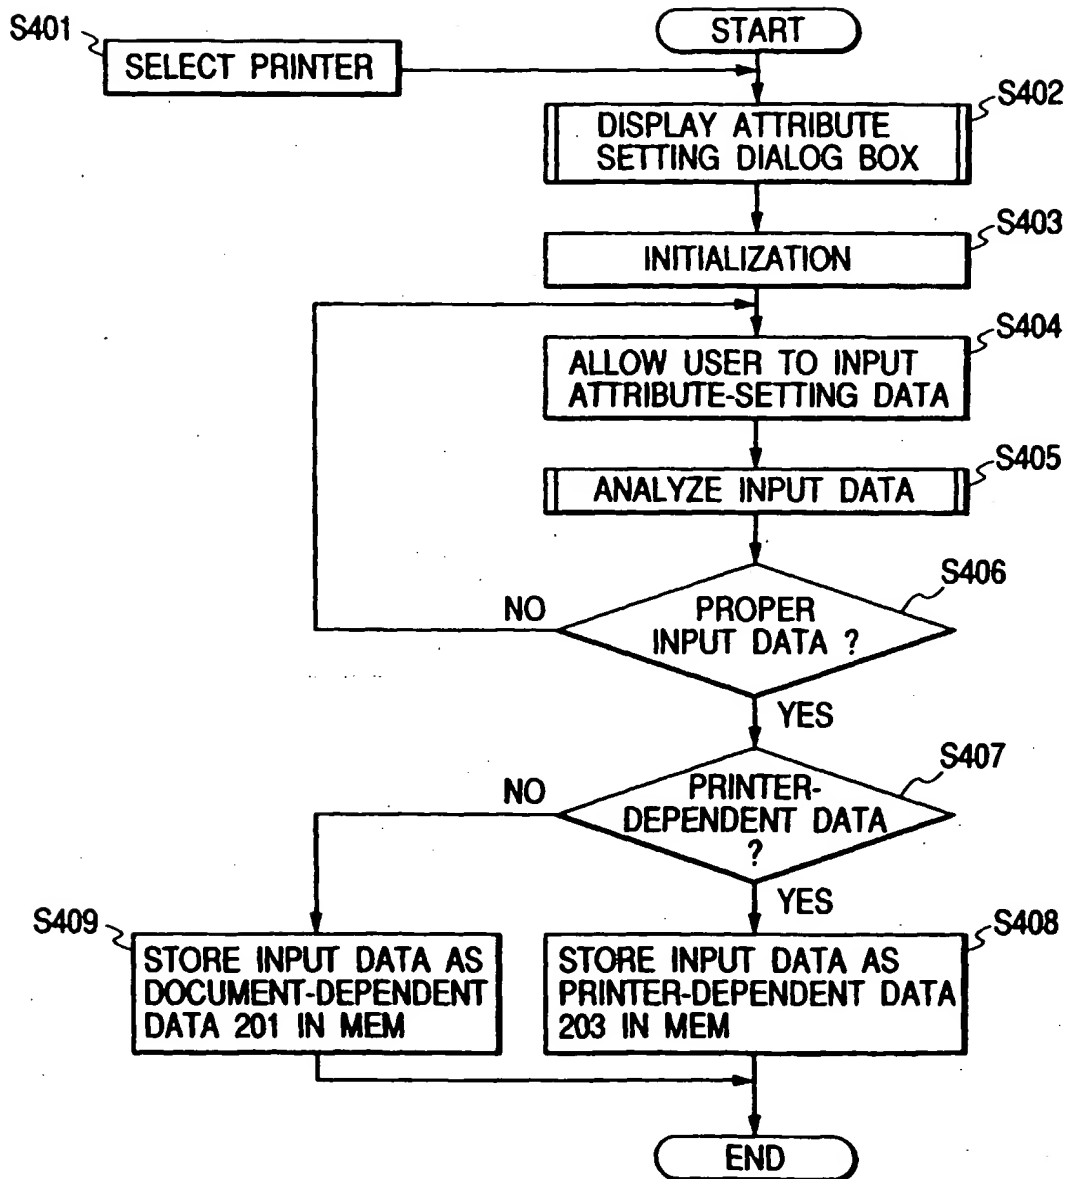 START
S401
SELECT PRINTER
S402
DISPLAY ATTRIBUTE
SETTING DIALOG BOX
S403
INITIALIZATION
S404
ALLOW USER TO INPUT
ATTRIBUTE-SETTING DATA
S405
ANALYZE INPUT DATA
S406
NO
PROPER
INPUT DATA ?
YES
S407
NO
PRINTER-
DEPENDENT DATA
?
YES
S409
STORE INPUT DATA AS
DOCUMENT-DEPENDENT
DATA 201 IN MEM
S408
STORE INPUT DATA AS
PRINTER-DEPENDENT DATA
203 IN MEM
END